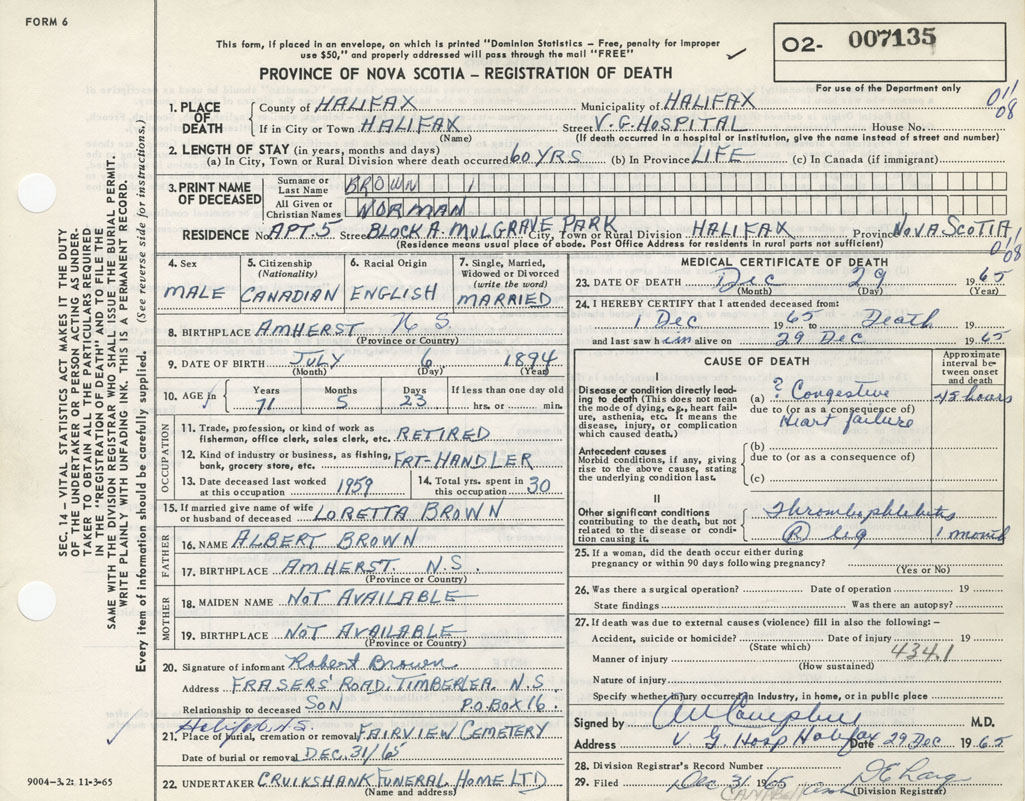 FORM 6
This form, if placed in an envelope, on which is printed "Dominion Statistics – Free, penalty for improper
use $50," and properly addressed will pass through the mail "FREE"
O2- 007135
PROVINCE OF NOVA SCOTIA – REGISTRATION OF DEATH
For use of the Department only
1. PLACE OF DEATH County of HALIFAX Municipality of HALIFAX
011
08
If in City or Town HALIFAX Street V.G. HOSPITAL House No.
(Name) (If death occurred in a hospital or institution, give the name instead of street and number)
2. LENGTH OF STAY (in years, months and days)
(a) In City, Town or Rural Division where death occurred 60 YRS (b) In Province LIFE (c) In Canada (if immigrant)
3. PRINT NAME OF DECEASED
Surname or Last Name BROWN
All Given or Christian Names NORMAN
RESIDENCE No. APT. 5 Street BLOCK A. MULGRAVE PARK City, Town or Rural Division HALIFAX Province NOVA SCOTIA
(Residence means usual place of abode. Post Office Address for residents in rural parts not sufficient)
011
08
SEC. 14 – VITAL STATISTICS ACT MAKES IT THE DUTY
OF THE UNDERTAKER OR PERSON ACTING AS UNDER-
TAKER TO OBTAIN ALL THE PARTICULARS REQUIRED
IN THE "REGISTRATION OF DEATH" AND TO FILE THE
SAME WITH THE DIVISION REGISTRAR WHO SHALL ISSUE THE BURIAL PERMIT.
WRITE PLAINLY WITH UNFADING INK. THIS IS A PERMANENT RECORD.
Every item of information should be carefully supplied. (See reverse side for instructions.)
4. Sex
MALE
5. Citizenship
(Nationality)
CANADIAN
6. Racial Origin
ENGLISH
7. Single, Married,
Widowed or Divorced
(write the word)
MARRIED
8. BIRTHPLACE AMHERST N S.
(Province or Country)
9. DATE OF BIRTH JULY 6 1894
(Month) (Day) (Year)
10. AGE in Years Months Days If less than one day old
71 5 23 hrs. or min.
OCCUPATION
11. Trade, profession or kind of work as
fisherman, office clerk, sales clerk, etc. RETIRED
12. Kind of industry or business, as fishing,
bank, grocery store, etc. FRT-HANDLER
13. Date deceased last worked
at this occupation 1959
14. Total yrs. spent in
this occupation 30
15. If married give name of wife
or husband of deceased LORETTA BROWN
FATHER
16. NAME ALBERT BROWN
17. BIRTHPLACE AMHERST. N.S.
(Province or Country)
MOTHER
18. MAIDEN NAME NOT AVAILABLE
19. BIRTHPLACE NOT AVAILABLE
(Province or Country)
20. Signature of informant Robert Brown
Address FRASERS' ROAD, TIMBERLEA, N.S.
Relationship to deceased SON P.O. BOX 16.
Halifax, N.S.
21. Place of burial, cremation or removal FAIRVIEW CEMETERY
Date of burial or removal DEC. 31/65
22. UNDERTAKER CRUIKSHANK FUNERAL HOME LTD
(Name and address)
9004-3.2: 11-3-65
MEDICAL CERTIFICATE OF DEATH
23. DATE OF DEATH Dec 29 1965
(Month) (Day) (Year)
24. I HEREBY CERTIFY that I attended deceased from:
1 Dec 1965 to Death 19
and last saw him alive on 29 Dec 1965
CAUSE OF DEATH
Approximate
interval be-
tween onset
and death
I
Disease or condition directly lead-
ing to death (This does not mean
the mode of dying, e.g., heart fail-
ure, asthenia, etc. It means the
disease, injury, or complication
which caused death.)
(a) ? Congestive
due to (or as a consequence of)
Heart failure
hours
Antecedent causes
Morbid conditions, if any, giving
rise to the above cause, stating
the underlying condition last.
(b)
due to (or as a consequence of)
(c)
II
Other significant conditions
contributing to the death, but not
related to the disease or condi-
tion causing it.
Thrombophlebitis
R leg
1 month
25. If a woman, did the death occur either during
pregnancy or within 90 days following pregnancy?
(Yes or No)
26. Was there a surgical operation? Date of operation 19
State findings Was there an autopsy?
27. If death was due to external causes (violence) fill in also the following: –
Accident, suicide or homicide? Date of injury 19
(State which) 434.1
Manner of injury
(How sustained)
Nature of injury
Specify whether injury occurred in Industry, in home, or in public place
Signed by Campbell M.D.
Address V. G. Hosp Halifax Date 29 Dec 1965
28. Division Registrar's Record Number
29. Filed Dec 31 1965
(Division Registrar)